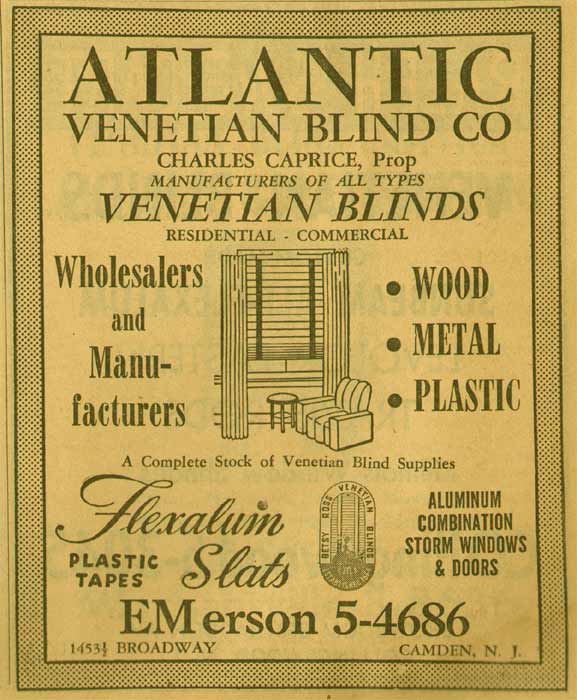 ATLANTIC
VENETIAN BLIND CO
CHARLES CAPRICE, Prop
MANUFACTURERS OF ALL TYPES
VENETIAN BLINDS
RESIDENTIAL - COMMERCIAL
Wholesalers
and
Manu-
facturers
• WOOD
• METAL
• PLASTIC
A Complete Stock of Venetian Blind Supplies
Flexalum
Slats
PLASTIC
TAPES
BETSY ROSS VENETIAN BLINDS
ALUMINUM
COMBINATION
STORM WINDOWS
& DOORS
EMerson 5-4686
1453½ BROADWAY
CAMDEN, N. J.